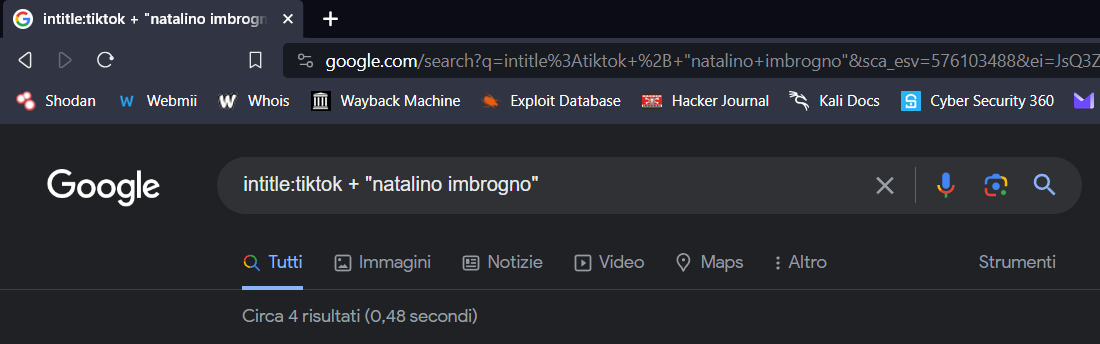 intitle:tiktok + "natalino imbrogn
google.com/search?q=intitle%3Atiktok+%2B+"natalino+imbrogno"&sca_esv=576103488&ei=JsQ3Z
Shodan Webmii Whois Wayback Machine Exploit Database Hacker Journal Kali Docs Cyber Security 360
Google intitle:tiktok + "natalino imbrogno"
Tutti Immagini Notizie Video Maps Altro Strumenti
Circa 4 risultati (0,48 secondi)